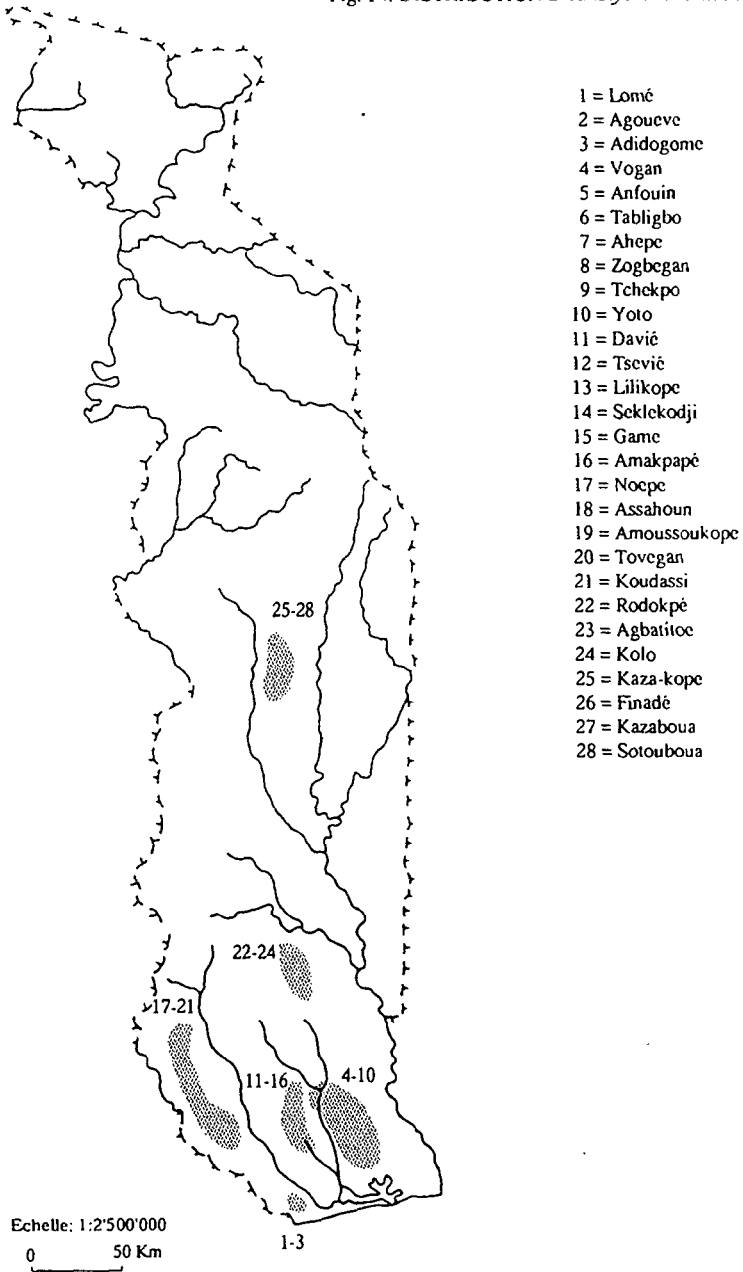 1 = Lomé
2 = Agoueve
3 = Adidogome
4 = Vogan
5 = Anfouin
6 = Tabligbo
7 = Ahepe
8 = Zogbegan
9 = Tchekpo
10 = Yoto
11 = Davié
12 = Tsevié
13 = Lilikope
14 = Seklekodji
15 = Game
16 = Amakpapé
17 = Noepe
18 = Assahoun
19 = Amoussoukope
20 = Tovegan
21 = Koudassi
22 = Rodokpé
23 = Agbatitoe
24 = Kolo
25 = Kaza-kope
26 = Finadé
27 = Kazaboua
28 = Sotouboua
25-28
22-24
17-21
11-16
4-10
Echelle: 1:2'500'000
0 50 Km
1-3